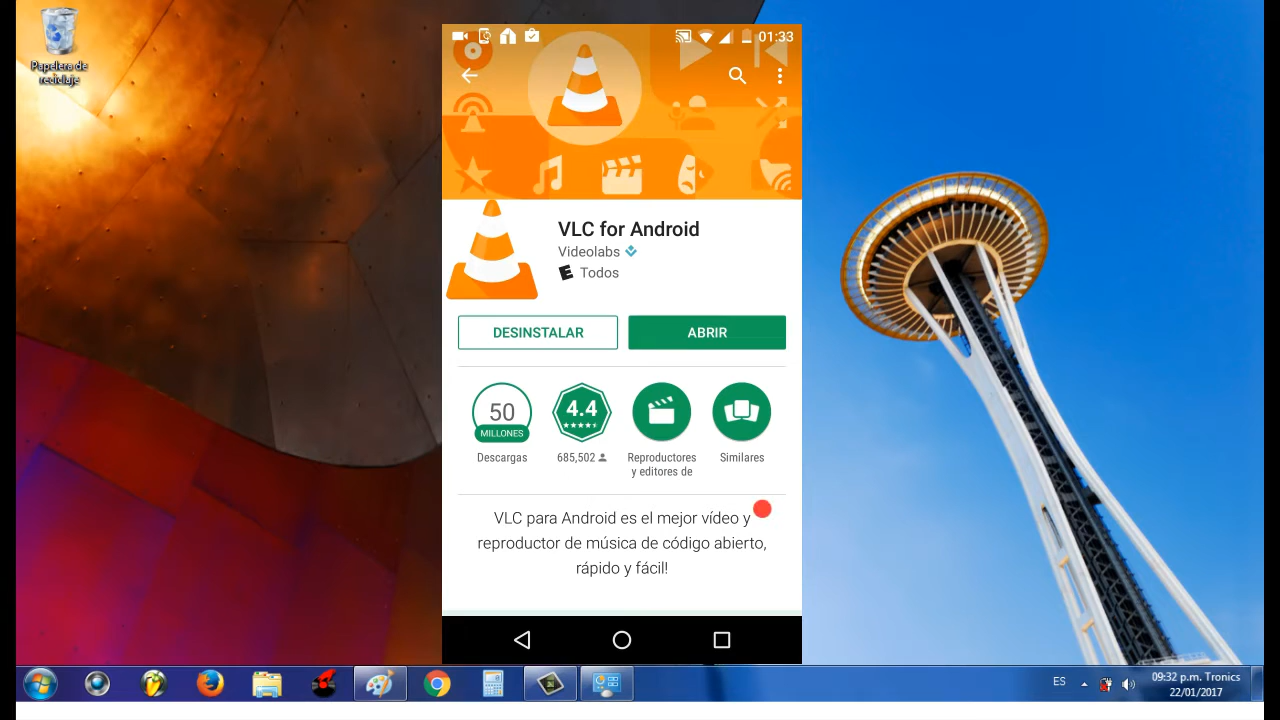 Papelera de
reciclaje
01:33
VLC for Android
Videolabs
E Todos
DESINSTALAR
ABRIR
50
MILLONES
4.4
Descargas
685,502
Reproductores
y editores de
Similares
VLC para Android es el mejor vídeo y
reproductor de música de código abierto,
rápido y fácil!
ES
09:32 p.m. Tronics
22/01/2017